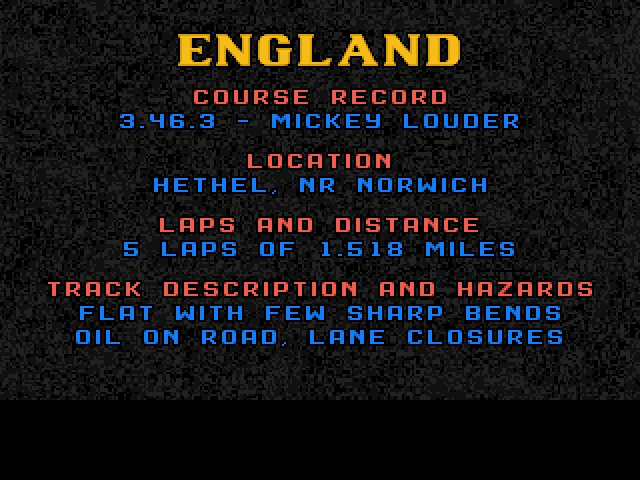 ENGLAND
COURSE RECORD
3.46.3 - MICKEY LOUDER
LOCATION
HETHEL, NR NORWICH
LAPS AND DISTANCE
5 LAPS OF 1.518 MILES
TRACK DESCRIPTION AND HAZARDS
FLAT WITH FEW SHARP BENDS
OIL ON ROAD, LANE CLOSURES